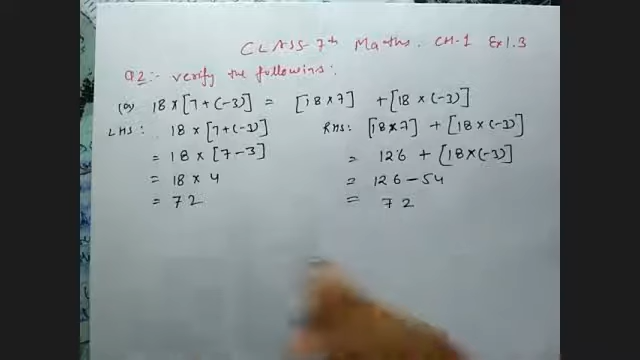 CLASS 7th Maths. CH-1 Ex1.3
Q2:- verify the following:
(a) 18 × [7 + (-3)] = [18 × 7] + [18 × (-3)]
LHS: 18 × [7 + (-3)]
= 18 × [7 - 3]
= 18 × 4
= 72
RHS: [18 × 7] + [18 × (-3)]
= 126 + [18 × (-3)]
= 126 - 54
= 72